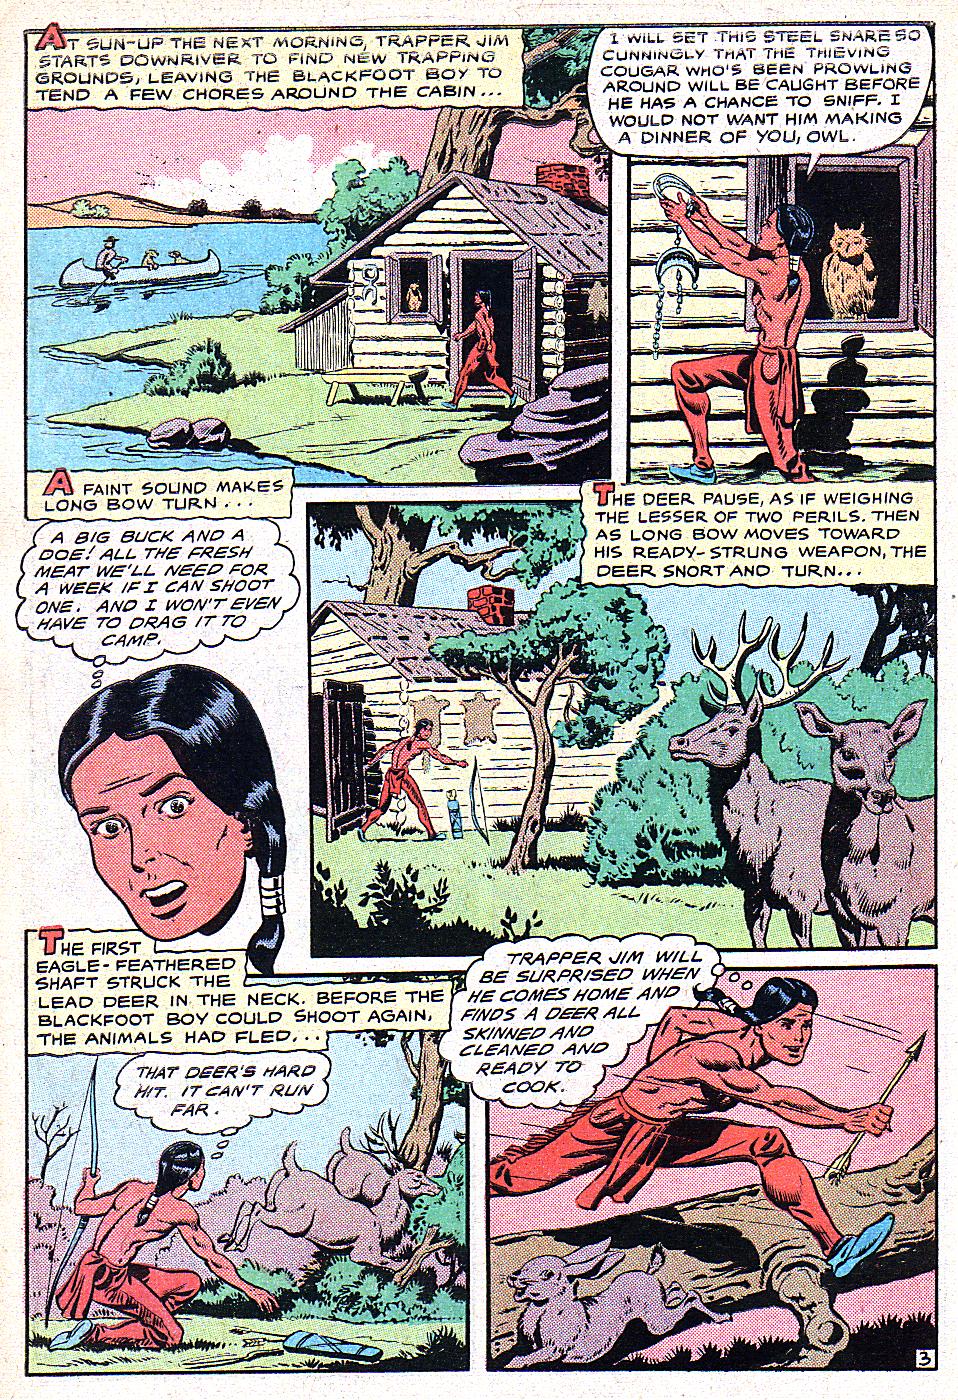 AT SUN-UP THE NEXT MORNING, TRAPPER JIM
STARTS DOWNRIVER TO FIND NEW TRAPPING
GROUNDS, LEAVING THE BLACKFOOT BOY TO
TEND A FEW CHORES AROUND THE CABIN...
I WILL SET THIS STEEL SNARE SO
CUNNINGLY THAT THE THIEVING
COUGAR WHO'S BEEN PROWLING
AROUND WILL BE CAUGHT BEFORE
HE HAS A CHANCE TO SNIFF. I
WOULD NOT WANT HIM MAKING
A DINNER OF YOU, OWL.
A FAINT SOUND MAKES
LONG BOW TURN...
A BIG BUCK AND A
DOE! ALL THE FRESH
MEAT WE'LL NEED FOR
A WEEK IF I CAN SHOOT
ONE. AND I WON'T EVEN
HAVE TO DRAG IT TO
CAMP.
THE DEER PAUSE, AS IF WEIGHING
THE LESSER OF TWO PERILS. THEN
AS LONG BOW MOVES TOWARD
HIS READY-STRUNG WEAPON, THE
DEER SNORT AND TURN...
THE FIRST
EAGLE-FEATHERED
SHAFT STRUCK THE
LEAD DEER IN THE NECK. BEFORE THE
BLACKFOOT BOY COULD SHOOT AGAIN,
THE ANIMALS HAD FLED...
THAT DEER'S HARD
HIT. IT CAN'T RUN
FAR.
TRAPPER JIM WILL
BE SURPRISED WHEN
HE COMES HOME AND
FINDS A DEER ALL
SKINNED AND
CLEANED AND
READY TO
COOK.
3